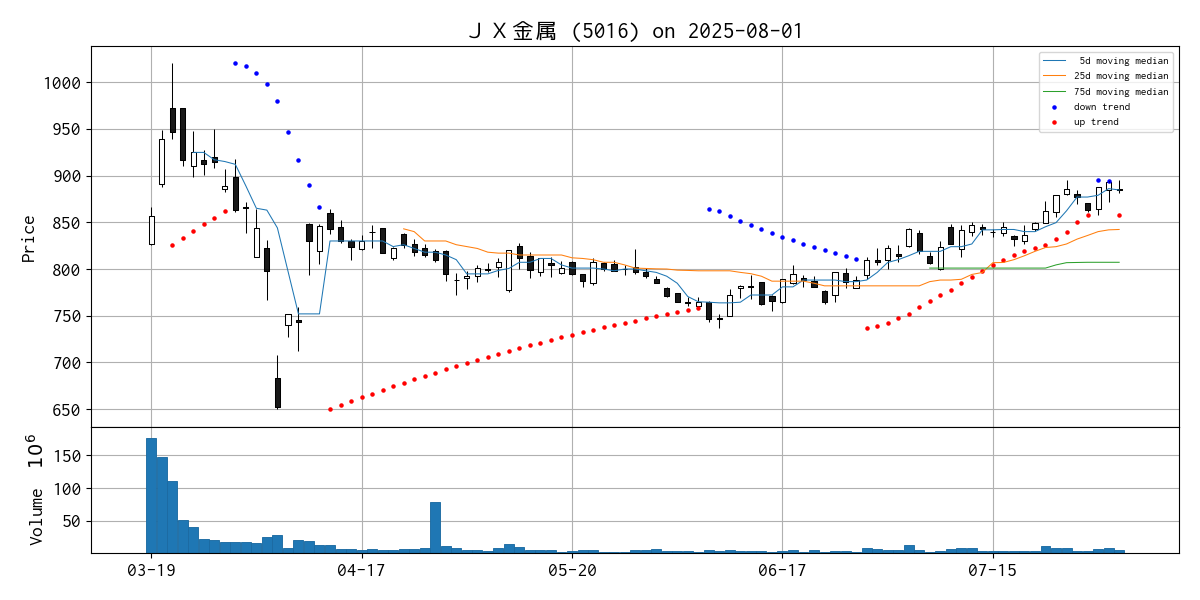 ＪＸ金属 (5016) on 2025-08-01
5d moving median
25d moving median
75d moving median
down trend
up trend
Price
1000
950
900
850
800
750
700
650
Volume 10⁶
150
100
50
03-19
04-17
05-20
06-17
07-15